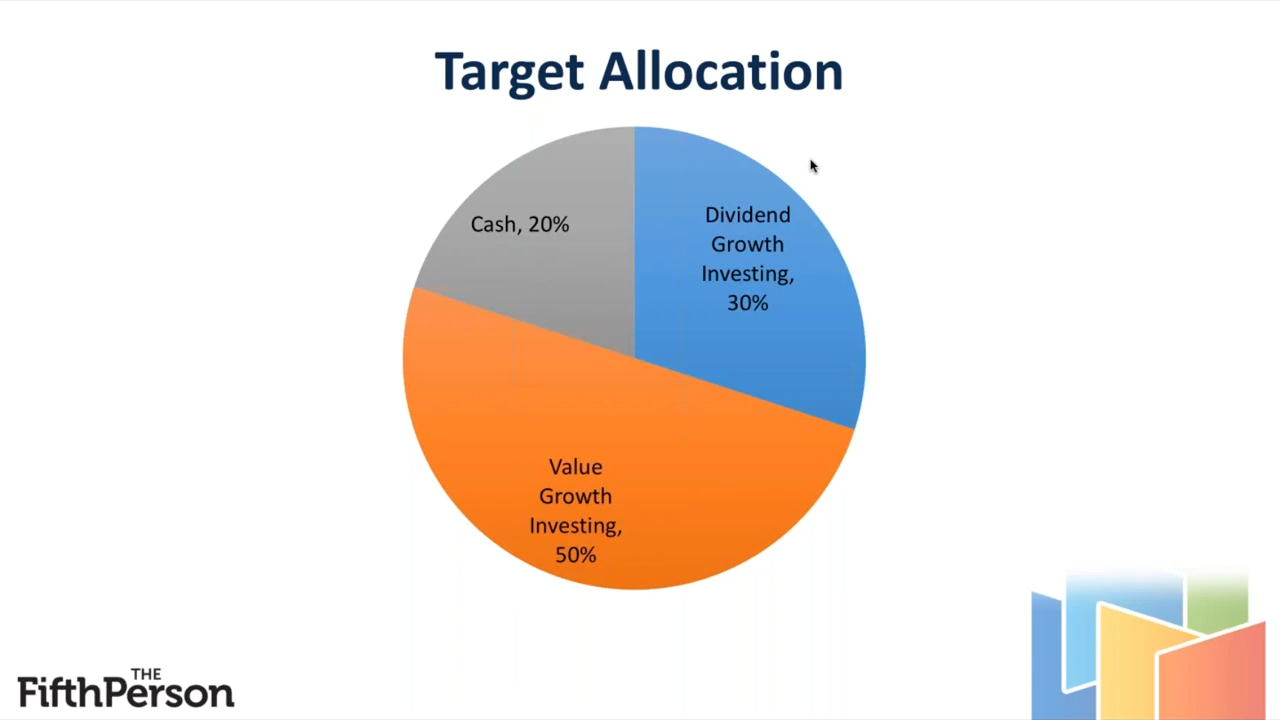 Target Allocation
Cash, 20%
Dividend
Growth
Investing,
30%
Value
Growth
Investing,
50%
THE
FifthPerson